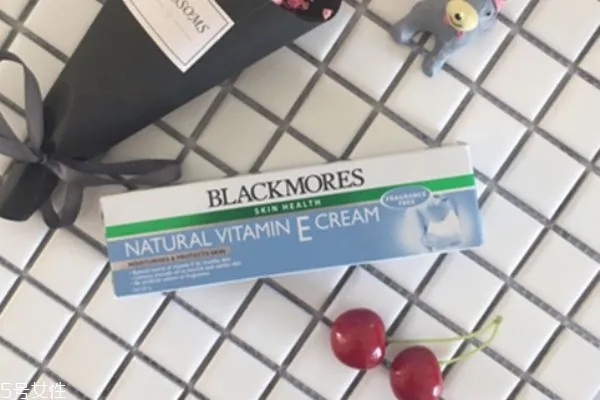 BLACKMORES
SKIN HEALTH
NATURAL VITAMIN E CREAM
FRAGRANCE
FREE
MOISTURISES & PROTECTS SKIN
5号女性